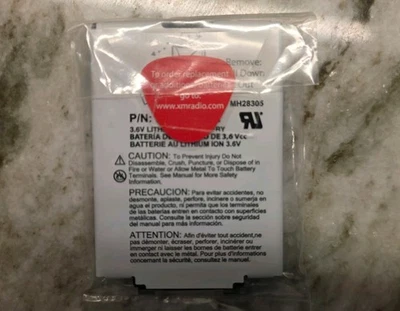 Remove:
To order replacement
Down
Out
go to:
www.xmradio.com
MH28305
P/N:
3.6V LITH
BATERÍA DE 3,6 Vcc
BATTERIE AU LITHIUM ION 3.6V
CAUTION: To Prevent Injury Do Not
Disassemble, Crush, Puncture, or Dispose of in
Fire or Water or Allow Metal To Touch Battery
Terminals. See Manual for More Safety
Information.
PRECAUCION: Para evitar accidentes, no
desmonte, aplaste, perfore, incinere o sumerja en
agua el producto, ni permita que los terminales
de las baterías entren en contacto con superficies
metálicas. Consulte la sección sobre seguridad
del manual para más información.
ATTENTION: Afin d'éviter tout accident,ne
pas démonter, écraser, perforer, incinérer ou
immerger ni laisser les bornes de batterie entrer
en contact avec le métal. Pour plus d'informations
concernant la sécurité, consultez le manuel.